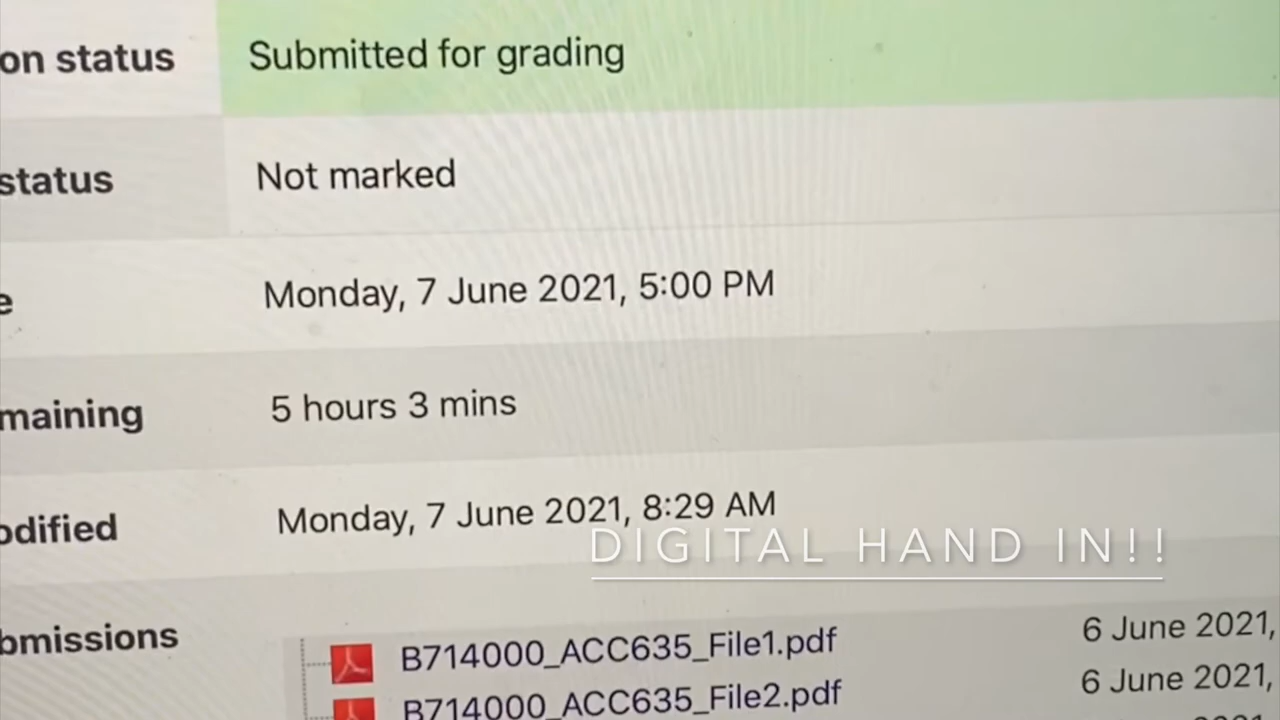 on status Submitted for grading
status Not marked
e Monday, 7 June 2021, 5:00 PM
maining 5 hours 3 mins
odified Monday, 7 June 2021, 8:29 AM
DIGITAL HAND IN!!
bmissions
B714000_ACC635_File1.pdf 6 June 2021,
B714000_ACC635_File2.pdf 6 June 2021,